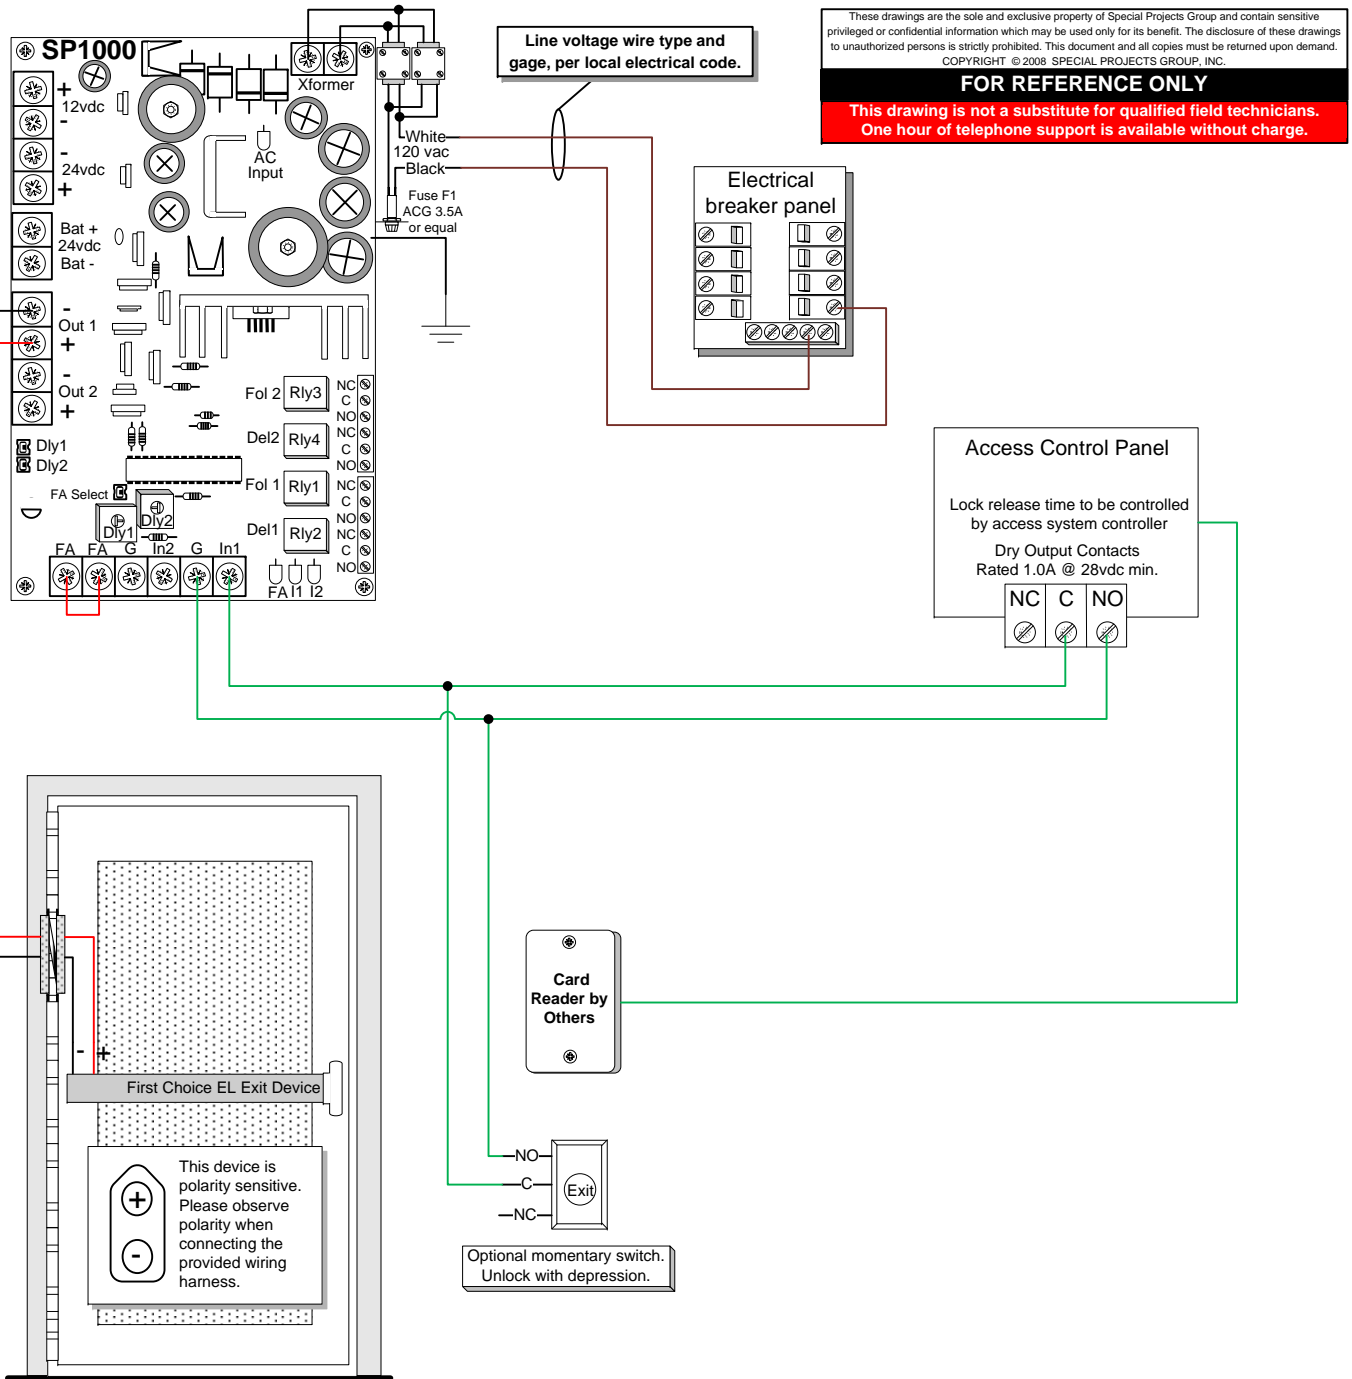 These drawings are the sole and exclusive property of Special Projects Group and contain sensitive
privileged or confidential information which may be used only for its benefit. The disclosure of these drawings
to unauthorized persons is strictly prohibited. This document and all copies must be returned upon demand.
COPYRIGHT © 2008 SPECIAL PROJECTS GROUP, INC.
FOR REFERENCE ONLY
This drawing is not a substitute for qualified field technicians.
One hour of telephone support is available without charge.
Line voltage wire type and
gage, per local electrical code.
SP1000
Xformer
+
12vdc
-
-
24vdc
+
AC
Input
White
120 vac
Black
Fuse F1
ACG 3.5A
or equal
Bat +
24vdc
Bat -
-
Out 1
+
-
Out 2
+
Dly1
Dly2
FA Select
Dly2
Dly1
Fol 2
Rly3
Del2
Rly4
Fol 1
Rly1
Del1
Rly2
NC
C
NO
NC
C
NO
NC
C
NO
NC
C
NO
FA
FA
G
In2
G
In1
FA
I1
I2
Electrical
breaker panel
Access Control Panel
Lock release time to be controlled
by access system controller
Dry Output Contacts
Rated 1.0A @ 28vdc min.
NC
C
NO
Card
Reader by
Others
- +
First Choice EL Exit Device
+
-
This device is
polarity sensitive.
Please observe
polarity when
connecting the
provided wiring
harness.
NO
C
NC
Exit
Optional momentary switch.
Unlock with depression.